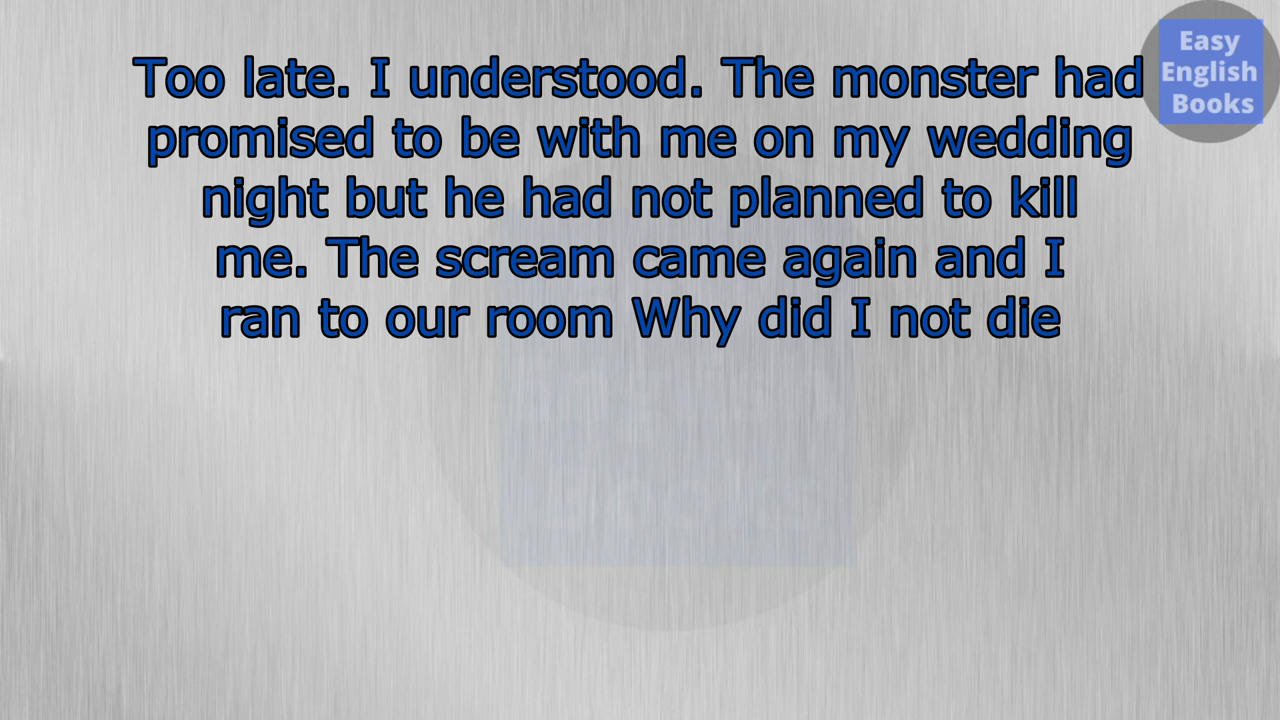 Too late. I understood. The monster had
promised to be with me on my wedding
night but he had not planned to kill
me. The scream came again and I
ran to our room Why did I not die
Easy
English
Books